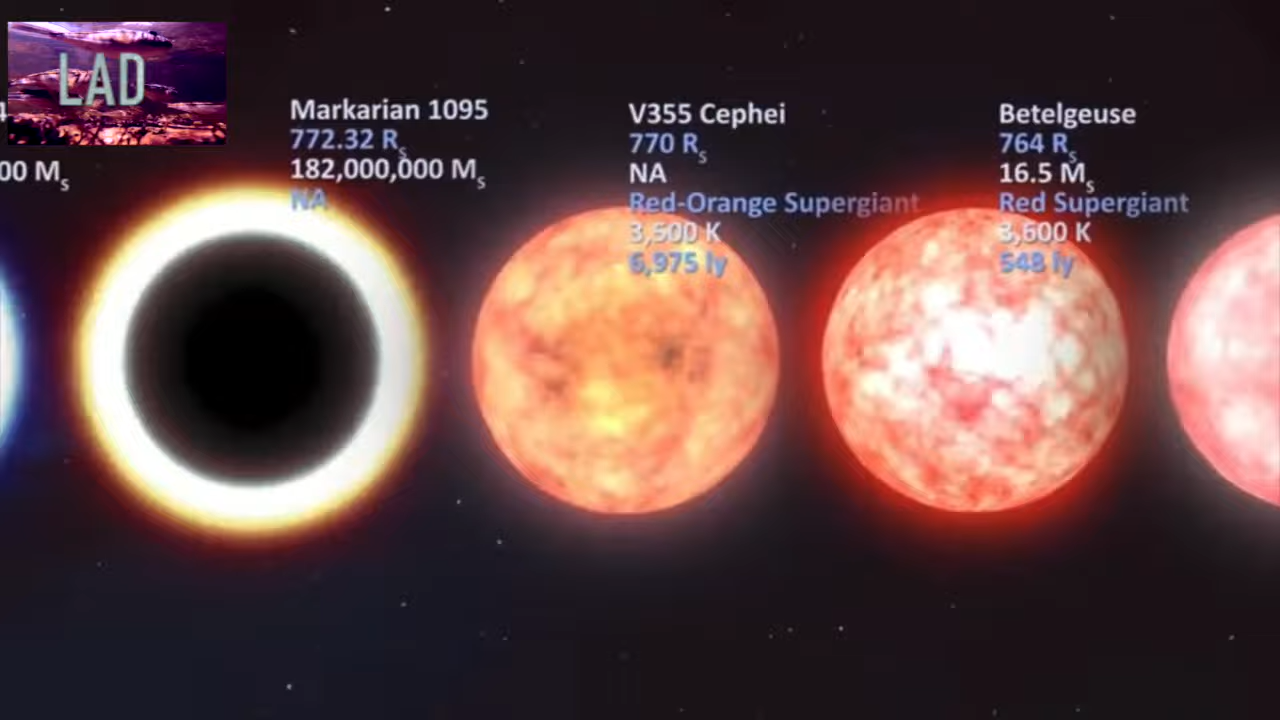 LAD
4
00 Ms
Markarian 1095
772.32 Rs
182,000,000 Ms
NA
V355 Cephei
770 Rs
NA
Red-Orange Supergiant
3,500 K
6,975 ly
Betelgeuse
764 Rs
16.5 Ms
Red Supergiant
3,600 K
548 ly